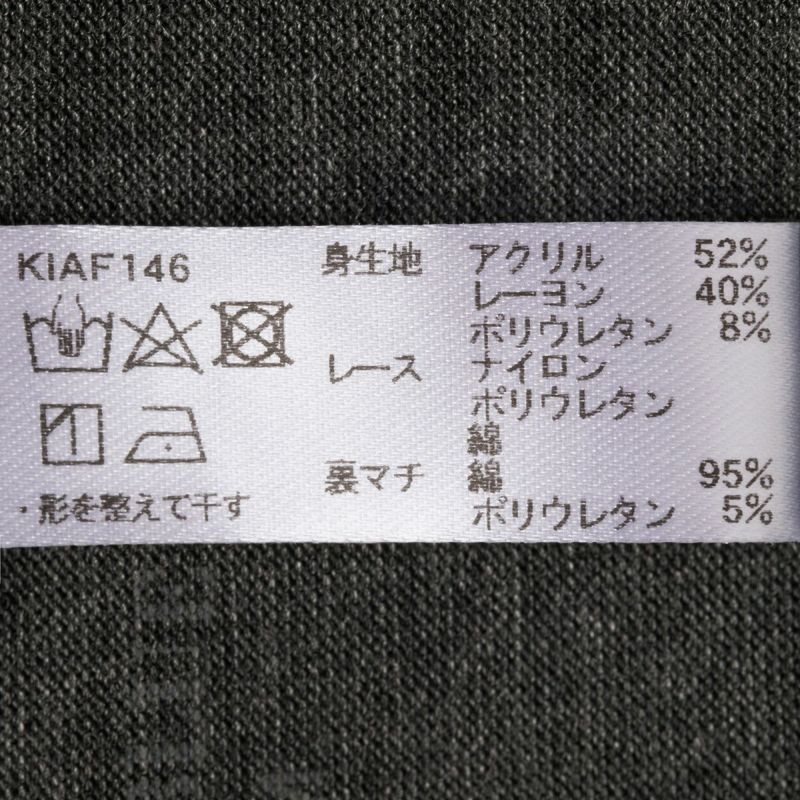 KIAF146
・形を整えて干す
身生地 アクリル 52%
レーヨン 40%
ポリウレタン 8%
レース ナイロン
ポリウレタン
綿
裏マチ 綿 95%
ポリウレタン 5%